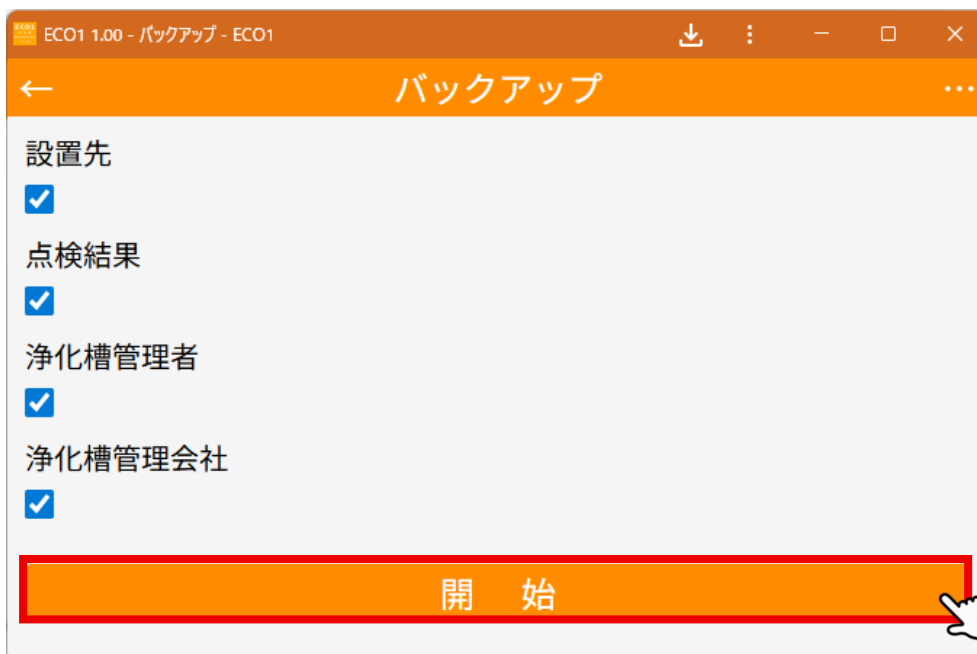 ECO1 1.00 - バックアップ - ECO1
バックアップ
設置先
点検結果
浄化槽管理者
浄化槽管理会社
開 始